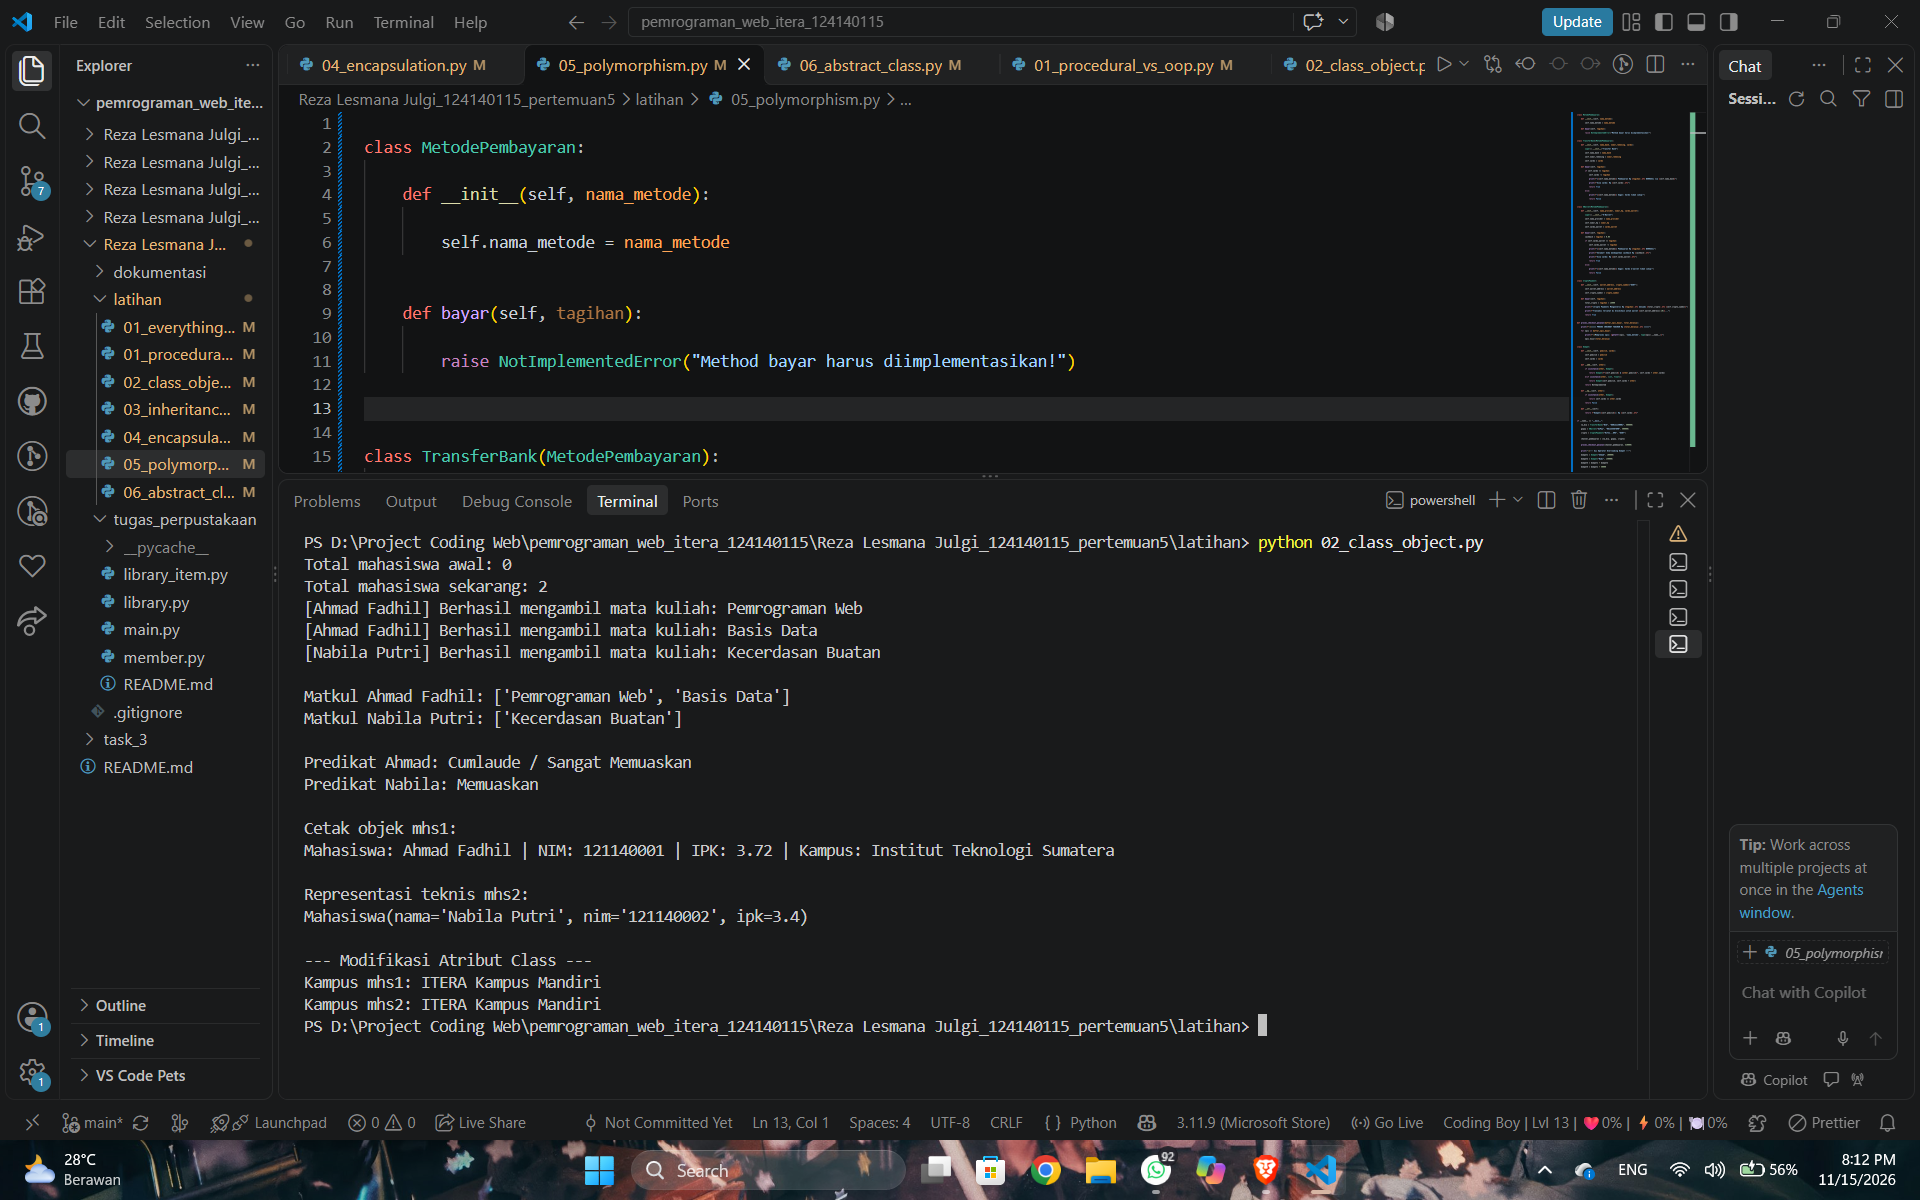 File Edit Selection View Go Run Terminal Help
pemrograman_web_itera_124140115
Update
Explorer
pemrograman_web_ite...
Reza Lesmana Julgi_...
Reza Lesmana Julgi_...
Reza Lesmana Julgi_...
Reza Lesmana Julgi_...
Reza Lesmana J...
dokumentasi
latihan
01_everything... M
01_procedura... M
02_class_obje... M
03_inheritanc... M
04_encapsula... M
05_polymorp... M
06_abstract_cl... M
tugas_perpustakaan
__pycache__
library_item.py
library.py
main.py
member.py
README.md
.gitignore
task_3
README.md
Outline
Timeline
VS Code Pets
7
1
1
04_encapsulation.py M
05_polymorphism.py M
06_abstract_class.py M
01_procedural_vs_oop.py M
02_class_object.p
Reza Lesmana Julgi_124140115_pertemuan5 > latihan > 05_polymorphism.py > ...
1
2 class MetodePembayaran:
3
4 def __init__(self, nama_metode):
5
6 self.nama_metode = nama_metode
7
8
9 def bayar(self, tagihan):
10
11 raise NotImplementedError("Method bayar harus diimplementasikan!")
12
13
14
15 class TransferBank(MetodePembayaran):
Problems Output Debug Console Terminal Ports
powershell
PS D:\Project Coding Web\pemrograman_web_itera_124140115\Reza Lesmana Julgi_124140115_pertemuan5\latihan> python 02_class_object.py
Total mahasiswa awal: 0
Total mahasiswa sekarang: 2
[Ahmad Fadhil] Berhasil mengambil mata kuliah: Pemrograman Web
[Ahmad Fadhil] Berhasil mengambil mata kuliah: Basis Data
[Nabila Putri] Berhasil mengambil mata kuliah: Kecerdasan Buatan
Matkul Ahmad Fadhil: ['Pemrograman Web', 'Basis Data']
Matkul Nabila Putri: ['Kecerdasan Buatan']
Predikat Ahmad: Cumlaude / Sangat Memuaskan
Predikat Nabila: Memuaskan
Cetak objek mhs1:
Mahasiswa: Ahmad Fadhil | NIM: 121140001 | IPK: 3.72 | Kampus: Institut Teknologi Sumatera
Representasi teknis mhs2:
Mahasiswa(nama='Nabila Putri', nim='121140002', ipk=3.4)
--- Modifikasi Atribut Class ---
Kampus mhs1: ITERA Kampus Mandiri
Kampus mhs2: ITERA Kampus Mandiri
PS D:\Project Coding Web\pemrograman_web_itera_124140115\Reza Lesmana Julgi_124140115_pertemuan5\latihan>
Chat
Sessi...
Tip: Work across
multiple projects at
once in the Agents
window.
05_polymorphisr
Chat with Copilot
Copilot
main* Launchpad 0 0 Live Share Not Committed Yet Ln 13, Col 1 Spaces: 4 UTF-8 CRLF { } Python 3.11.9 (Microsoft Store) Go Live Coding Boy | Lvl 13 | 0% | 0% | 0% Prettier
28°C
Berawan
Search
92
ENG
56%
8:12 PM
11/15/2026